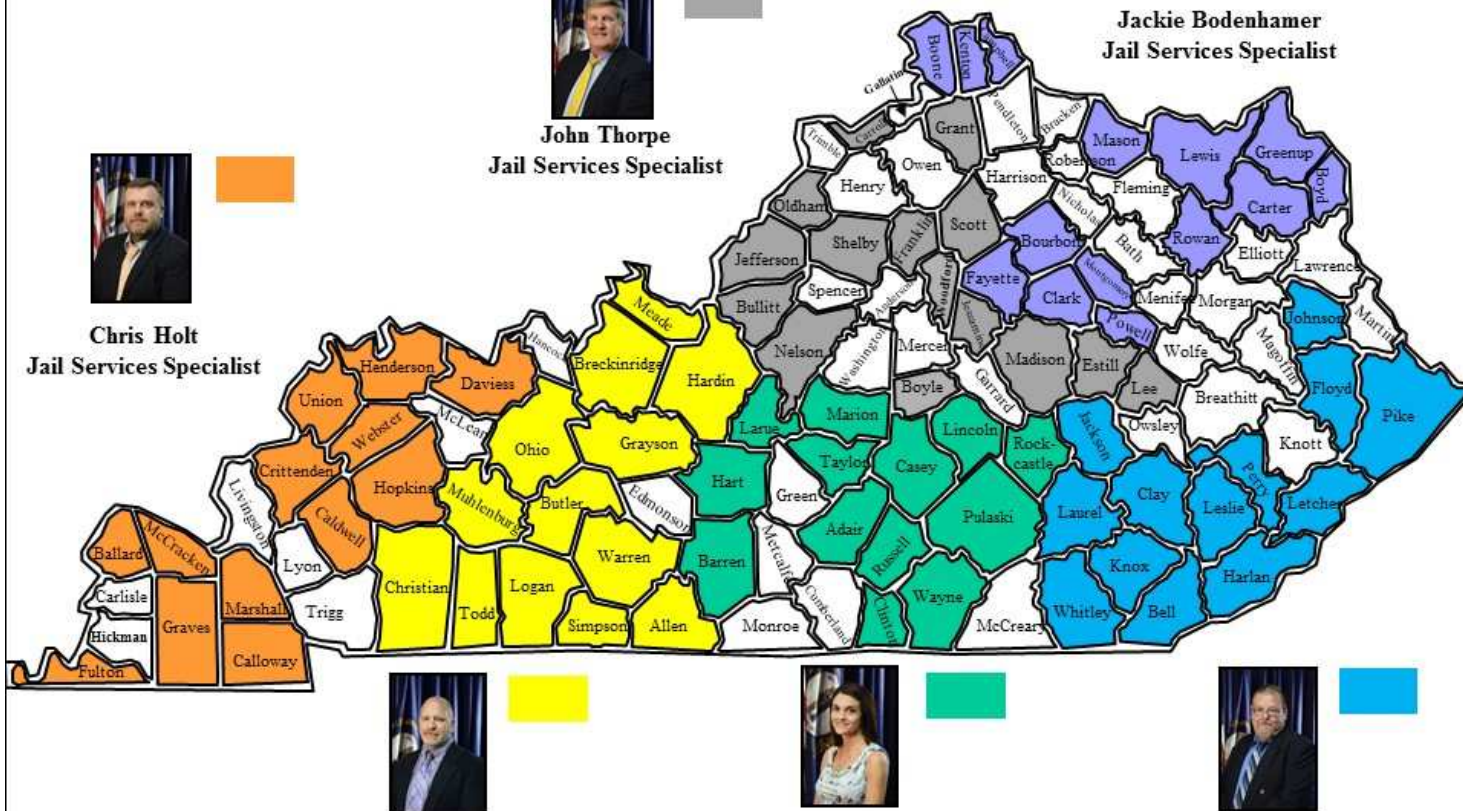 Jackie Bodenhamer
Jail Services Specialist
John Thorpe
Jail Services Specialist
Chris Holt
Jail Services Specialist
Boone
Kenton
Campbell
Gallatin
Carroll
Trimble
Grant
Pendleton
Bracken
Mason
Lewis
Greenup
Boyd
Owen
Henry
Harrison
Robertson
Fleming
Carter
Oldham
Nicholas
Rowan
Elliott
Lawrence
Shelby
Franklin
Scott
Bourbon
Bath
Jefferson
Spencer
Anderson
Woodford
Fayette
Clark
Montgomery
Menifee
Morgan
Johnson
Martin
Bullitt
Jessamine
Powell
Meade
Hancock
Nelson
Washington
Mercer
Madison
Estill
Wolfe
Magoffin
Breckinridge
Hardin
Henderson
Daviess
Union
Boyle
Garrard
Lee
Floyd
Pike
Breathitt
Webster
McLean
Ohio
Grayson
Larue
Marion
Lincoln
Rock-
castle
Jackson
Owsley
Knott
Crittenden
Hopkins
Muhlenburg
Butler
Edmonson
Hart
Taylor
Green
Casey
Perry
Clay
Leslie
Letcher
Livingston
Caldwell
Warren
Adair
Pulaski
Laurel
Ballard
McCracken
Lyon
Christian
Todd
Logan
Barren
Metcalf
Russell
Knox
Harlan
Carlisle
Graves
Marshall
Trigg
Simpson
Allen
Monroe
Cumberland
Clinton
Wayne
McCreary
Whitley
Bell
Hickman
Calloway
Fulton